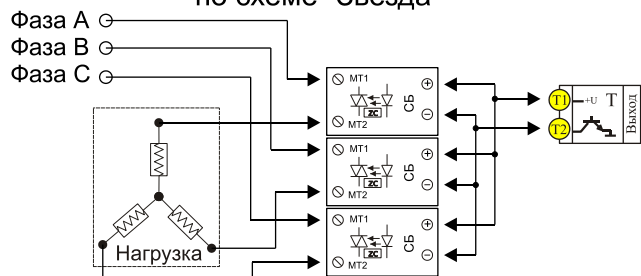 по схеме "Звезда"
Фаза А
Фаза В
Фаза С
МТ1
МТ2
ZC
СБ
+
−
МТ1
МТ2
ZC
СБ
+
−
МТ1
МТ2
ZC
СБ
+
−
T1
+U
T
T2
Выход
Нагрузка